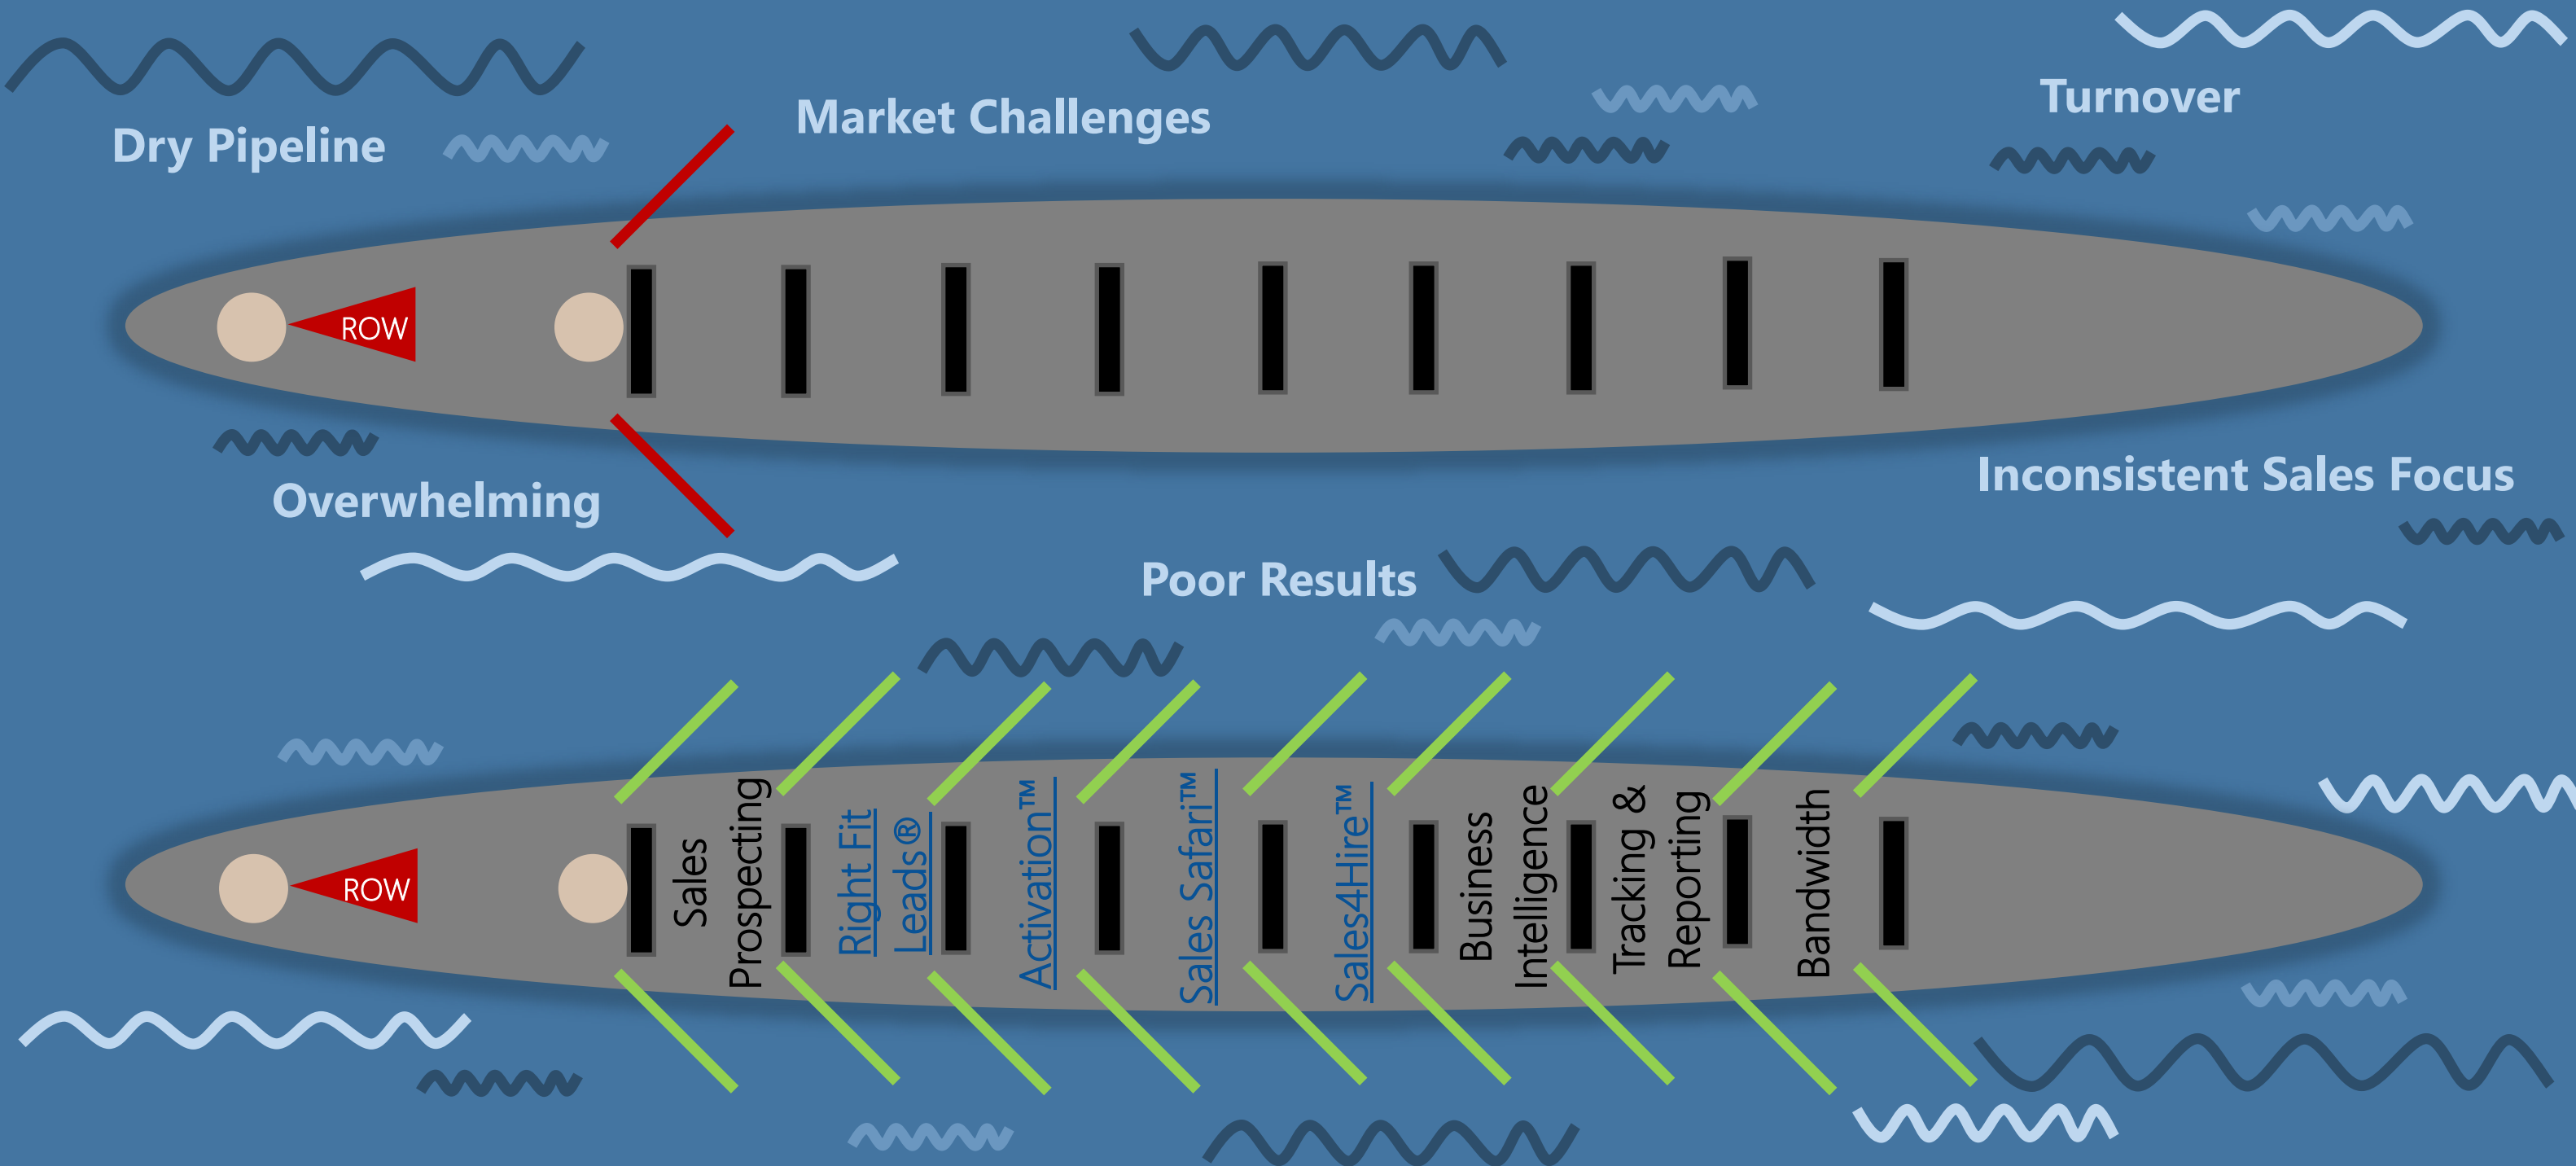 Turnover
Market Challenges
Dry Pipeline
ROW
Inconsistent Sales Focus
Overwhelming
Poor Results
ROW
Sales
Prospecting
Right Fit
Leads®
Activation™
Sales Safari™
Sales4Hire™
Business
Intelligence
Tracking &
Reporting
Bandwidth